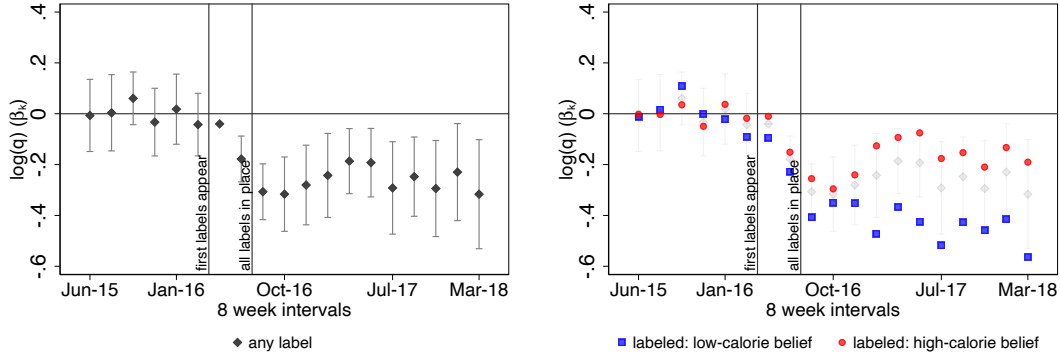 .4
.2
0
-.2
-.4
-.6
log(q) (βk)
first labels appear
all labels in place
Jun-15 Jan-16 Oct-16 Jul-17 Mar-18
8 week intervals
any label
.4
.2
0
-.2
-.4
-.6
log(q) (βk)
first labels appear
all labels in place
Jun-15 Jan-16 Oct-16 Jul-17 Mar-18
8 week intervals
labeled: low-calorie belief labeled: high-calorie belief